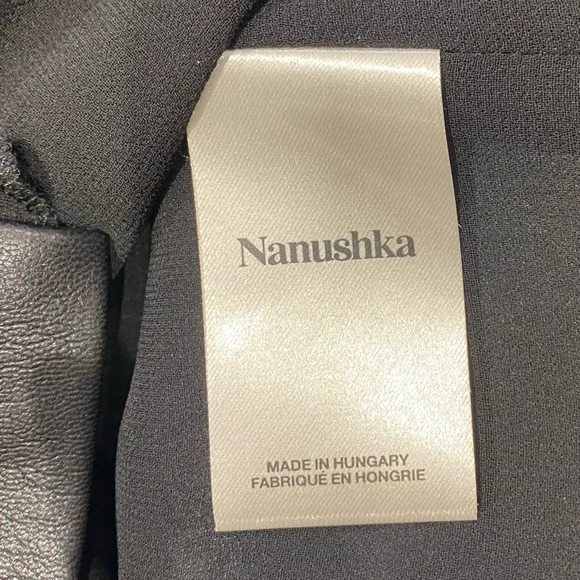 Nanushka
MADE IN HUNGARY
FABRIQUÉ EN HONGRIE